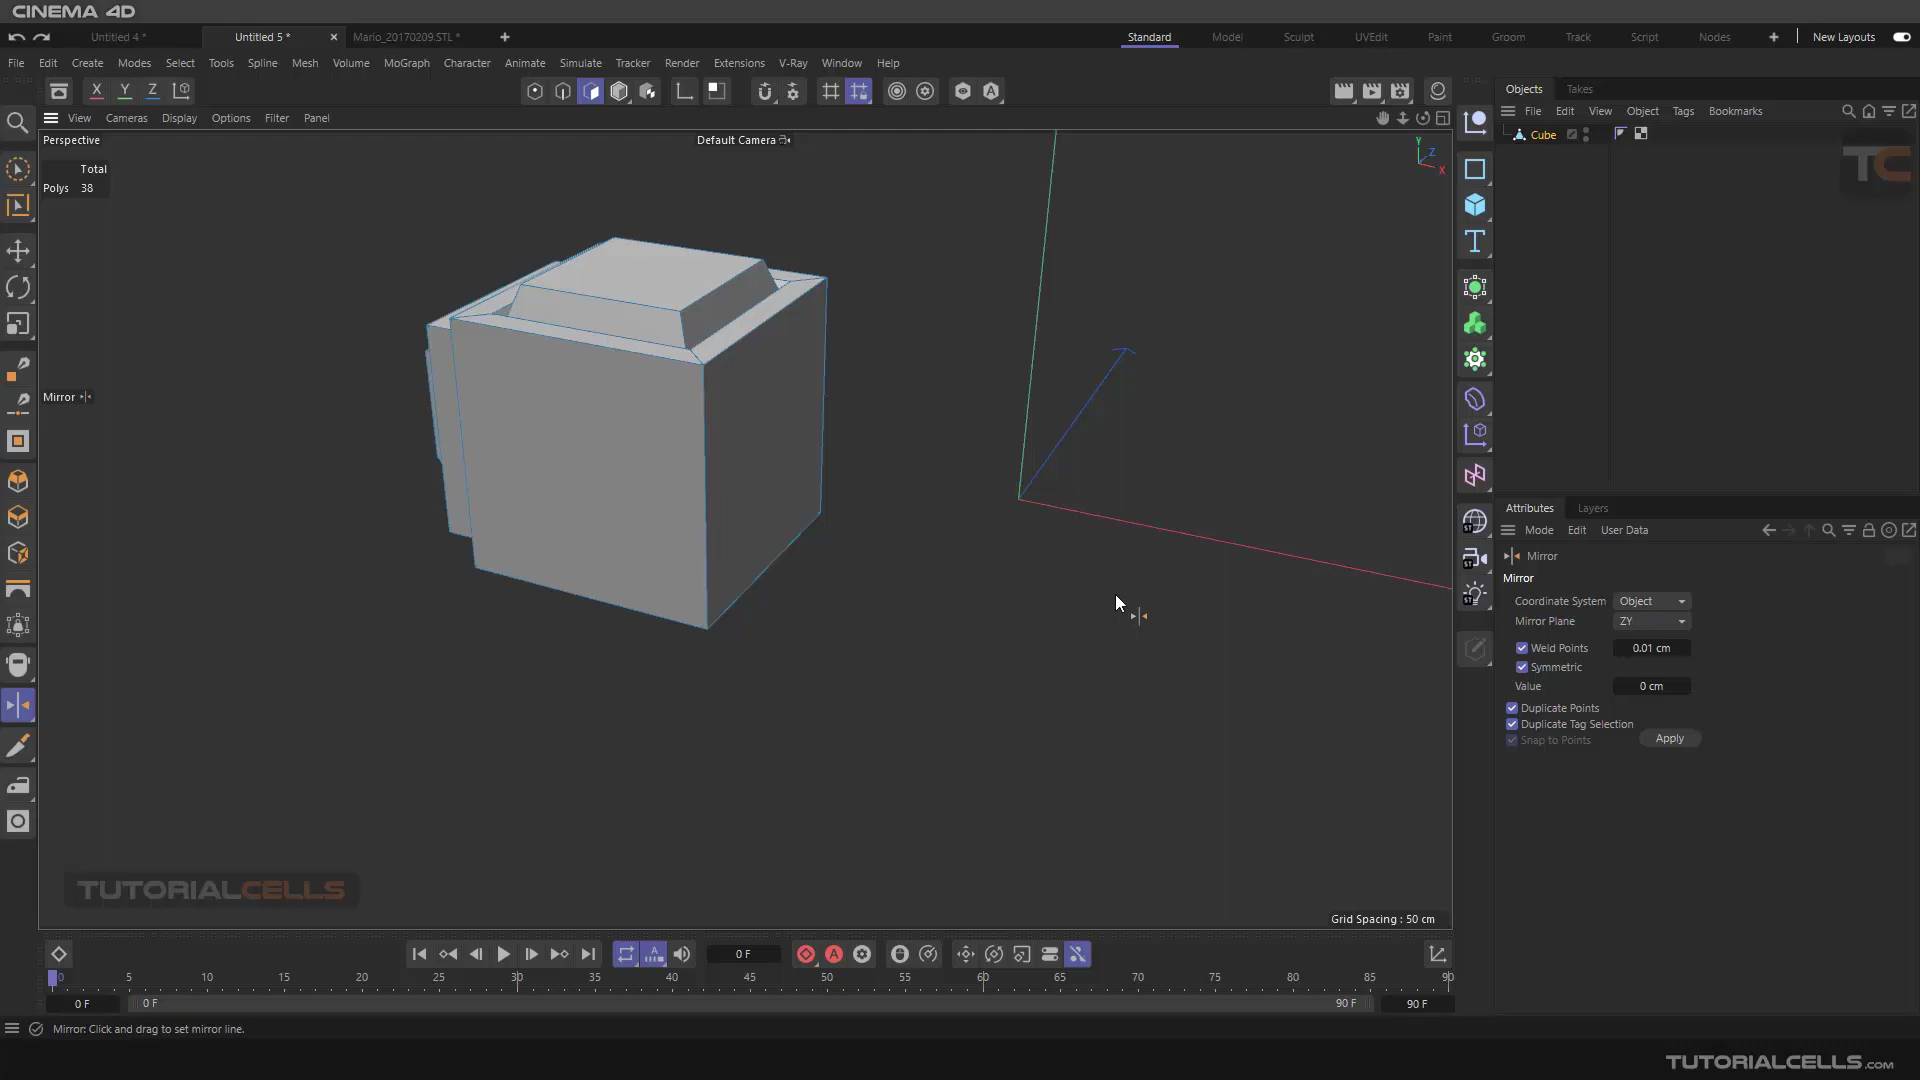 CINEMA 4D
Untitled 4 *
Untitled 5 *
Mario_20170209.STL *
Standard
Model
Sculpt
UVEdit
Paint
Groom
Track
Script
Nodes
New Layouts
File Edit Create Modes Select Tools Spline Mesh Volume MoGraph Character Animate Simulate Tracker Render Extensions V-Ray Window Help
X Y Z
Objects Takes
View Cameras Display Options Filter Panel
File Edit View Object Tags Bookmarks
Perspective
Default Camera
Cube
Y
Z
X
TC
Total
Polys 38
Mirror
Attributes Layers
Mode Edit User Data
Mirror
Mirror
Coordinate System Object
Mirror Plane ZY
Weld Points 0.01 cm
Symmetric
Value 0 cm
Duplicate Points
Duplicate Tag Selection
Snap to Points
Apply
ST
ST
ST
TUTORIALCELLS
Grid Spacing : 50 cm
A
0 F
A
0 5 10 15 20 25 30 35 40 45 50 55 60 65 70 75 80 85 90
0 F
0 F
90 F
90 F
Mirror: Click and drag to set mirror line.
TUTORIALCELLS.COM